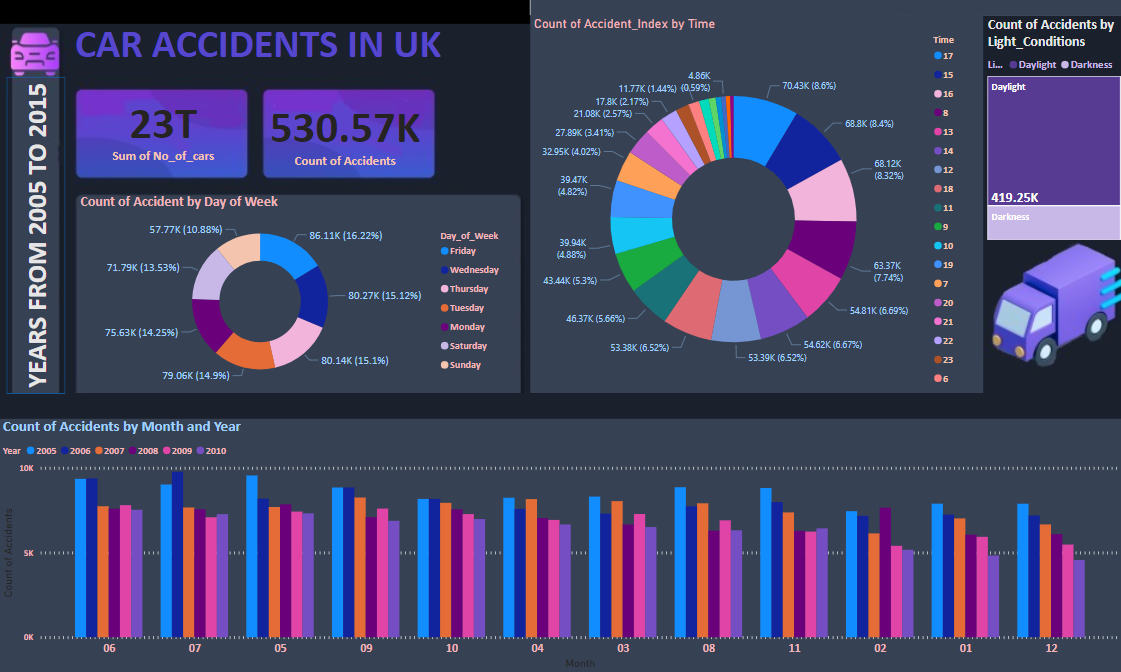 CAR ACCIDENTS IN UK
YEARS FROM 2005 TO 2015
23T
Sum of No_of_cars
530.57K
Count of Accidents
Count of Accident by Day of Week
57.77K (10.88%)
86.11K (16.22%)
71.79K (13.53%)
80.27K (15.12%)
75.63K (14.25%)
80.14K (15.1%)
79.06K (14.9%)
Day_of_Week
Friday
Wednesday
Thursday
Tuesday
Monday
Saturday
Sunday
Count of Accident_Index by Time
4.86K
(0.59%)
11.77K (1.44%)
70.43K (8.6%)
17.8K (2.17%)
21.08K (2.57%)
68.8K (8.4%)
27.89K (3.41%)
32.95K (4.02%)
68.12K
(8.32%)
39.47K
(4.82%)
39.94K
(4.88%)
63.37K
(7.74%)
43.44K (5.3%)
54.81K (6.69%)
46.37K (5.66%)
54.62K (6.67%)
53.38K (6.52%)
53.39K (6.52%)
Time
17
15
16
8
13
14
12
18
11
9
10
19
7
20
21
22
23
6
Count of Accidents by
Light_Conditions
Li... Daylight Darkness
Daylight
419.25K
Darkness
Count of Accidents by Month and Year
Year 2005 2006 2007 2008 2009 2010
10K
5K
0K
Count of Accidents
06 07 05 09 10 04 03 08 11 02 01 12
Month